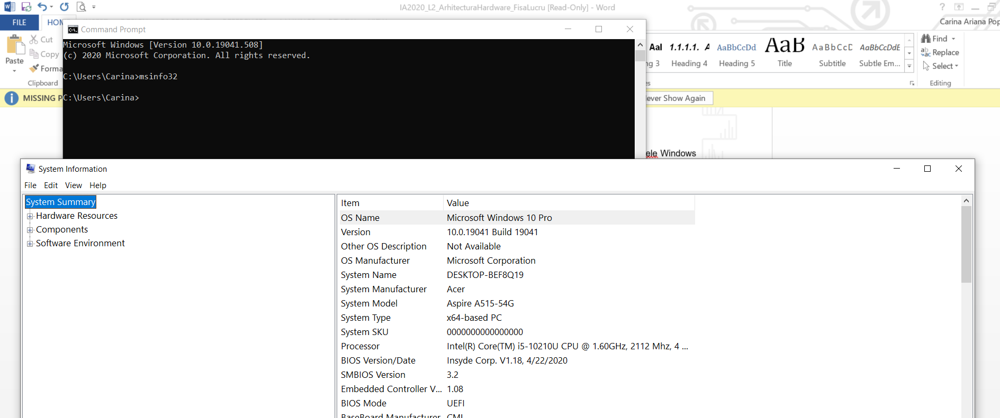 IA2020_L2_ArhitecturaHardware_FisaLucru [Read-Only] - Word
FILE
Carina Ariana Pop
Cut
Copy
Paste
Clipboard
3
Heading 4
Heading 5
Title
Subtitle
Subtle Em...
AaBbCcDd
AaB
AaBbCcD
AaBbCcDdE
1.1.1.1. A
Find
Replace
Select
Editing
MISSING
Show Again
Windows
Command Prompt
Microsoft Windows [Version 10.0.19041.508]
(c) 2020 Microsoft Corporation. All rights reserved.
C:\Users\Carina>msinfo32
C:\Users\Carina>
System Information
File Edit View Help
System Summary
Hardware Resources
Components
Software Environment
Item Value
OS Name Microsoft Windows 10 Pro
Version 10.0.19041 Build 19041
Other OS Description Not Available
OS Manufacturer Microsoft Corporation
System Name DESKTOP-BEF8Q19
System Manufacturer Acer
System Model Aspire A515-54G
System Type x64-based PC
System SKU 0000000000000000
Processor Intel(R) Core(TM) i5-10210U CPU @ 1.60GHz, 2112 Mhz, 4 ...
BIOS Version/Date Insyde Corp. V1.18, 4/22/2020
SMBIOS Version 3.2
Embedded Controller V... 1.08
BIOS Mode UEFI
BaseBoard Manufacturer CML